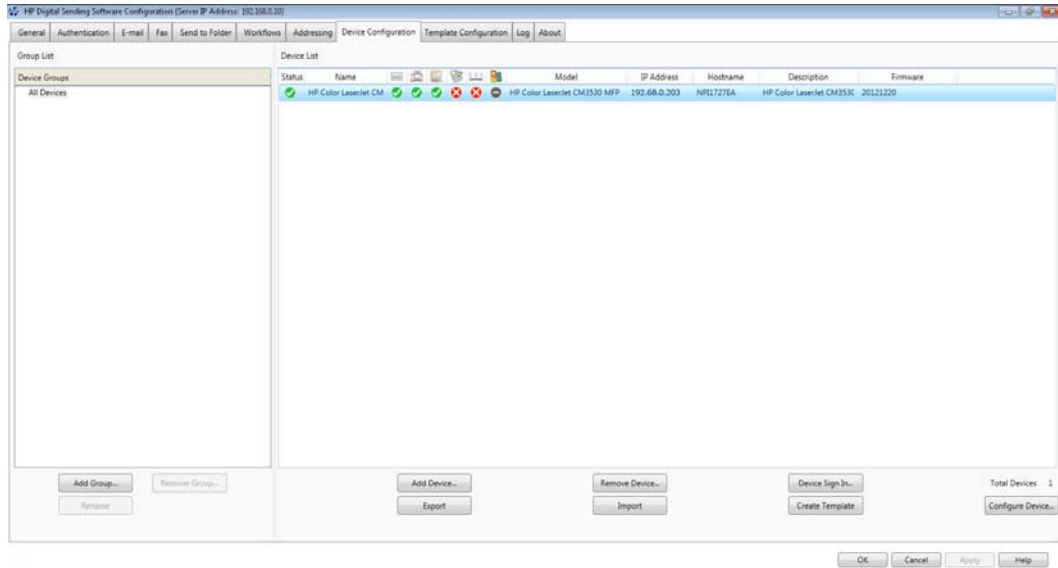 HP Digital Sending Software Configuration (Server IP Address: 192.168.0.10)
General Authentication E-mail Fax Send to Folder Workflows Addressing Device Configuration Template Configuration Log About
Group List
Device List
Device Groups
Status Name Model IP Address Hostname Description Firmware
All Devices
HP Color LaserJet CM HP Color LaserJet CM3530 MFP 192.68.0.203 NPI1727EA HP Color LaserJet CM353C 20121220
Add Group... Remove Group... Add Device... Remove Device... Device Sign In... Total Devices 1
Rename Export Import Create Template Configure Device...
OK Cancel Apply Help